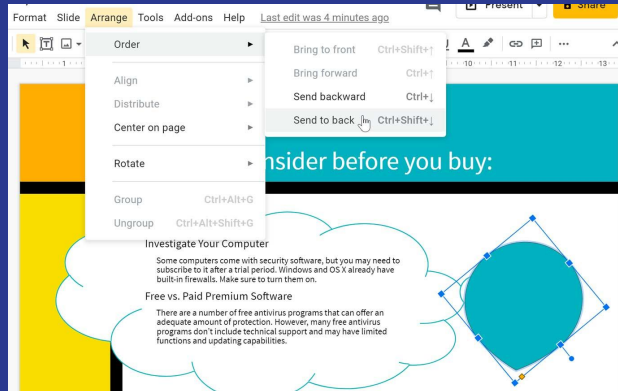 Present
Share
Format Slide Arrange Tools Add-ons Help Last edit was 4 minutes ago
A
Order
Bring to front Ctrl+Shift+↑
Bring forward Ctrl+↑
Send backward Ctrl+↓
Send to back Ctrl+Shift+↓
Align
Distribute
Center on page
Rotate
Group Ctrl+Alt+G
Ungroup Ctrl+Alt+Shift+G
1
10 11 12 13
nsider before you buy:
Investigate Your Computer
Some computers come with security software, but you may need to
subscribe to it after a trial period. Windows and OS X already have
built-in firewalls. Make sure to turn them on.
Free vs. Paid Premium Software
There are a number of free antivirus programs that can offer an
adequate amount of protection. However, many free antivirus
programs don't include technical support and may have limited
functions and updating capabilities.